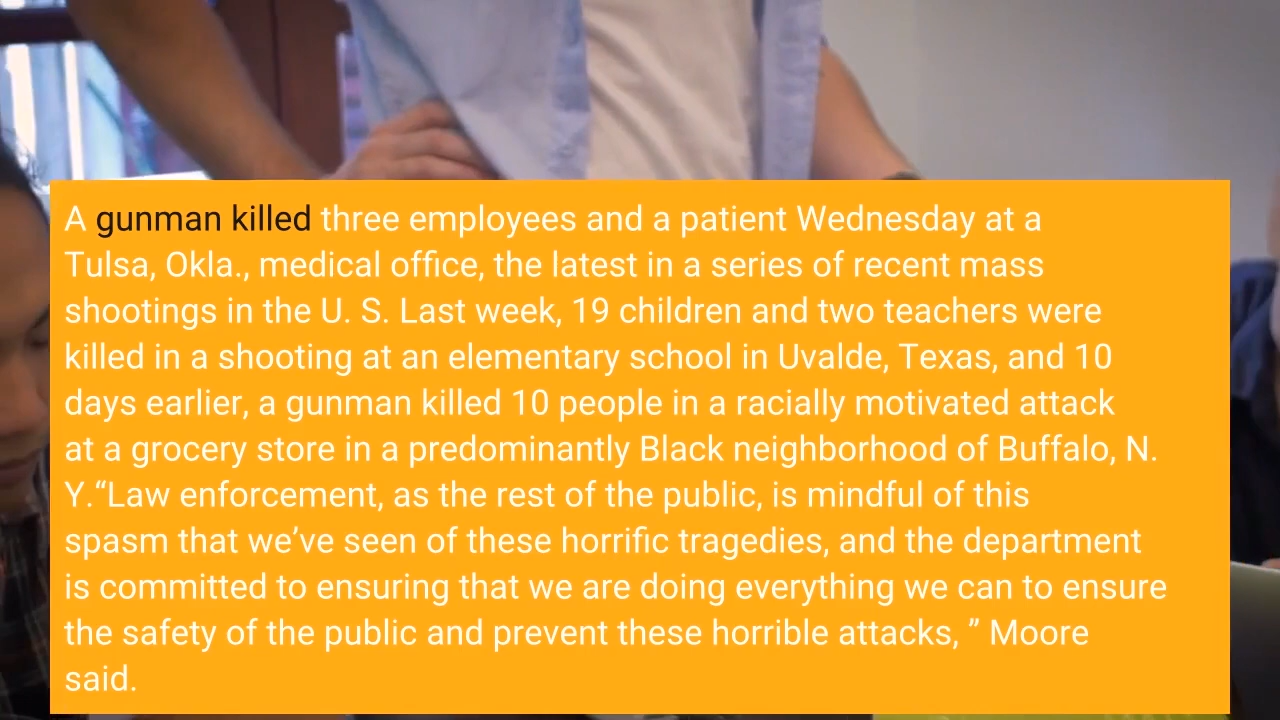 A gunman killed three employees and a patient Wednesday at a
Tulsa, Okla., medical office, the latest in a series of recent mass
shootings in the U. S. Last week, 19 children and two teachers were
killed in a shooting at an elementary school in Uvalde, Texas, and 10
days earlier, a gunman killed 10 people in a racially motivated attack
at a grocery store in a predominantly Black neighborhood of Buffalo, N.
Y.“Law enforcement, as the rest of the public, is mindful of this
spasm that we’ve seen of these horrific tragedies, and the department
is committed to ensuring that we are doing everything we can to ensure
the safety of the public and prevent these horrible attacks, ” Moore
said.